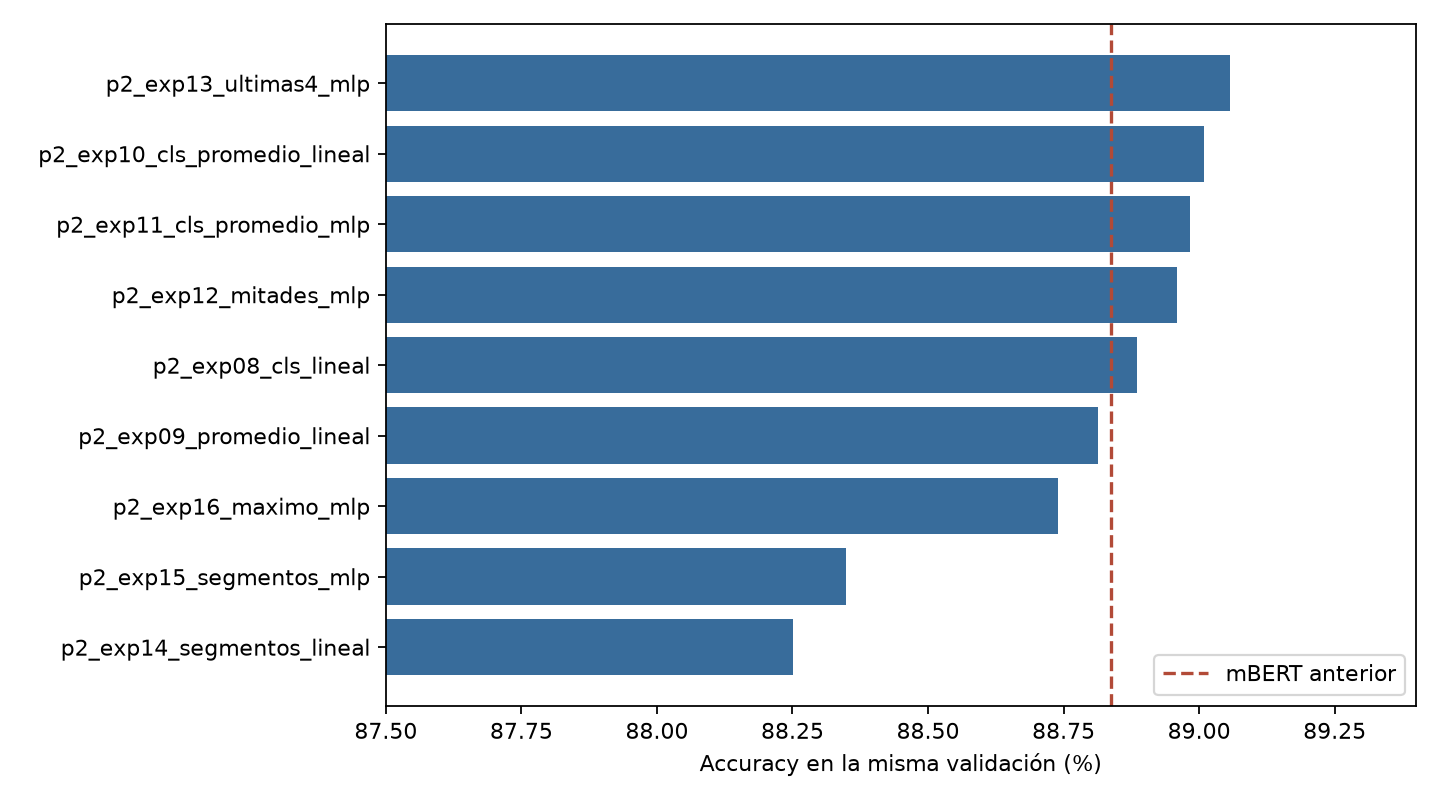 p2_exp13_ultimas4_mlp
p2_exp10_cls_promedio_lineal
p2_exp11_cls_promedio_mlp
p2_exp12_mitades_mlp
p2_exp08_cls_lineal
p2_exp09_promedio_lineal
p2_exp16_maximo_mlp
p2_exp15_segmentos_mlp
p2_exp14_segmentos_lineal
mBERT anterior
87.50 87.75 88.00 88.25 88.50 88.75 89.00 89.25
Accuracy en la misma validación (%)